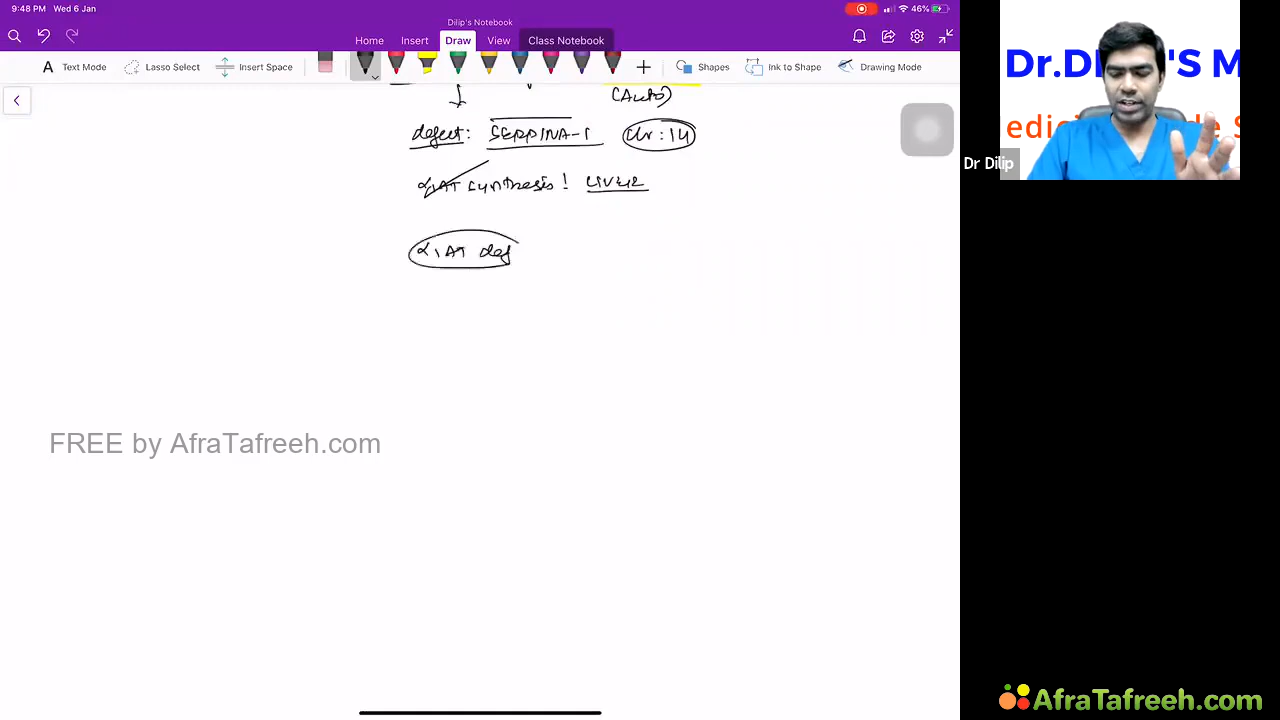 9:48 PM Wed 6 Jan
46%
Dilip's Notebook
Home Insert Draw View Class Notebook
Text Mode Lasso Select Insert Space Shapes Ink to Shape Drawing Mode
(Auto)
defect: SERPINA-1 Chr: 14
α1AT synthesis! LIVER
α1AT def
FREE by AfraTafreeh.com
Dr.D 'S M
edici e S
Dr Dilip
AfraTafreeh.com